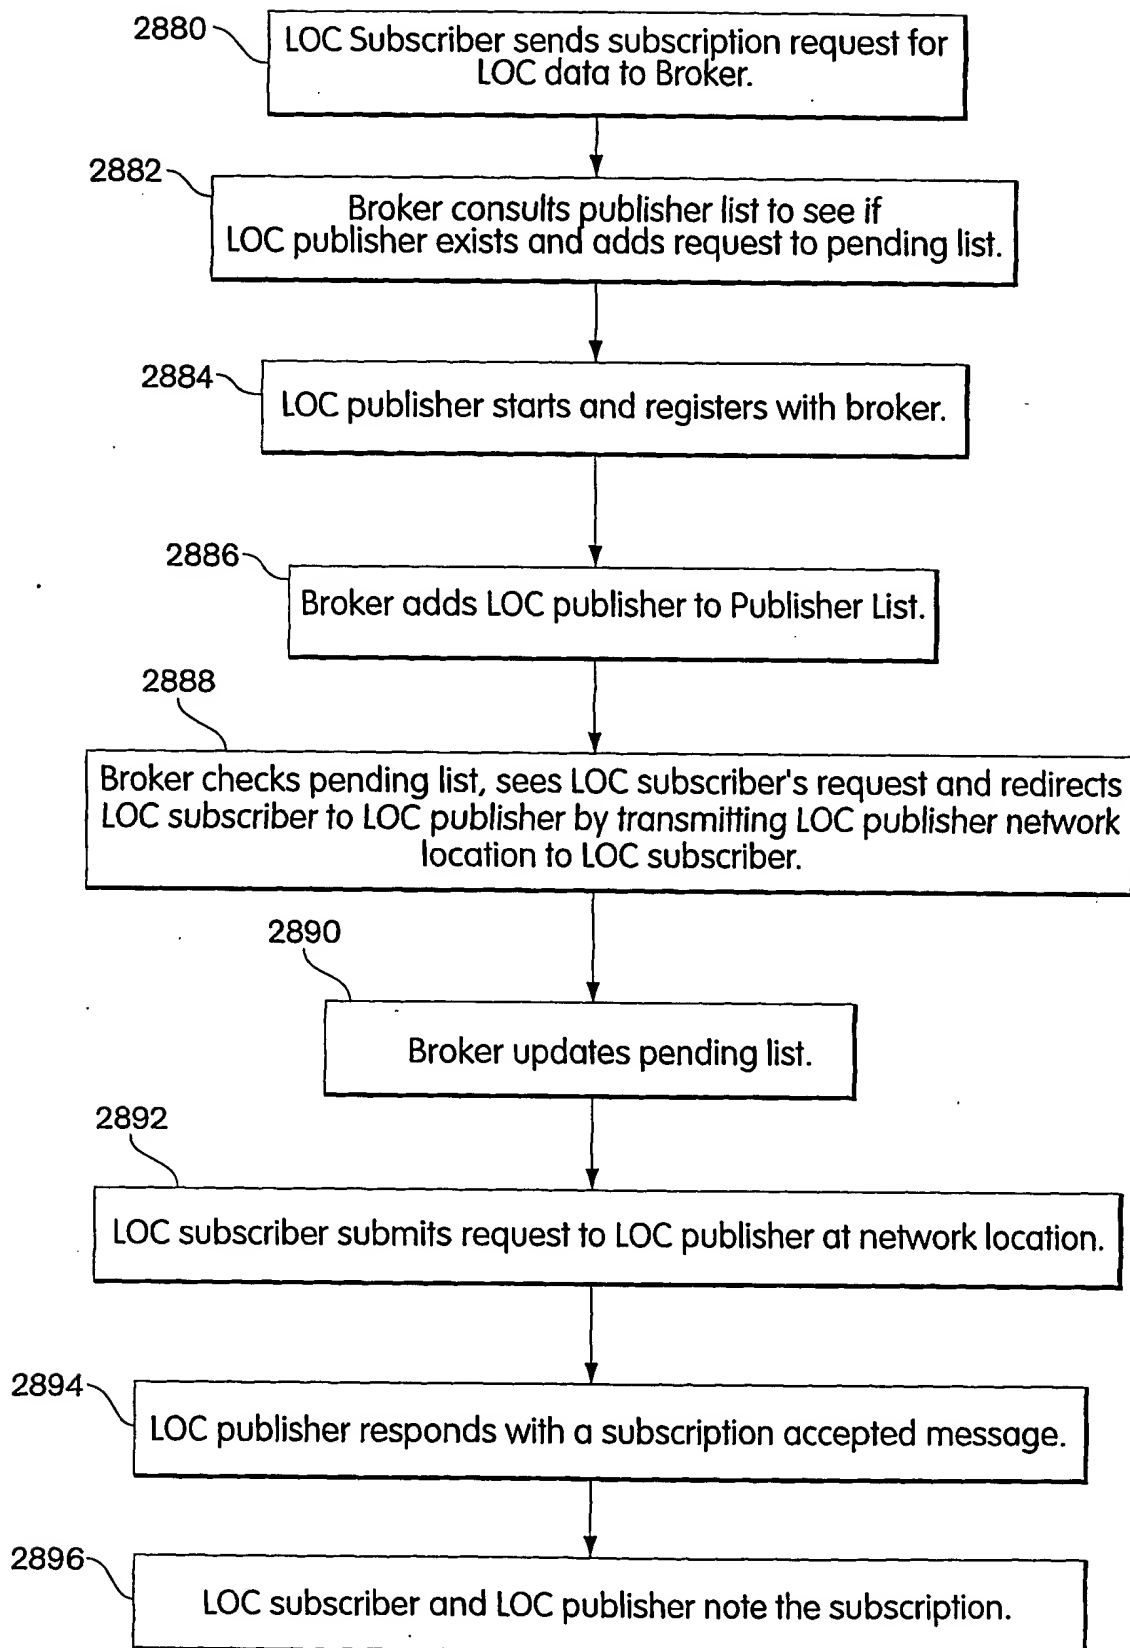 2880
LOC Subscriber sends subscription request for
LOC data to Broker.
2882
Broker consults publisher list to see if
LOC publisher exists and adds request to pending list.
2884
LOC publisher starts and registers with broker.
2886
Broker adds LOC publisher to Publisher List.
2888
Broker checks pending list, sees LOC subscriber's request and redirects
LOC subscriber to LOC publisher by transmitting LOC publisher network
location to LOC subscriber.
2890
Broker updates pending list.
2892
LOC subscriber submits request to LOC publisher at network location.
2894
LOC publisher responds with a subscription accepted message.
2896
LOC subscriber and LOC publisher note the subscription.